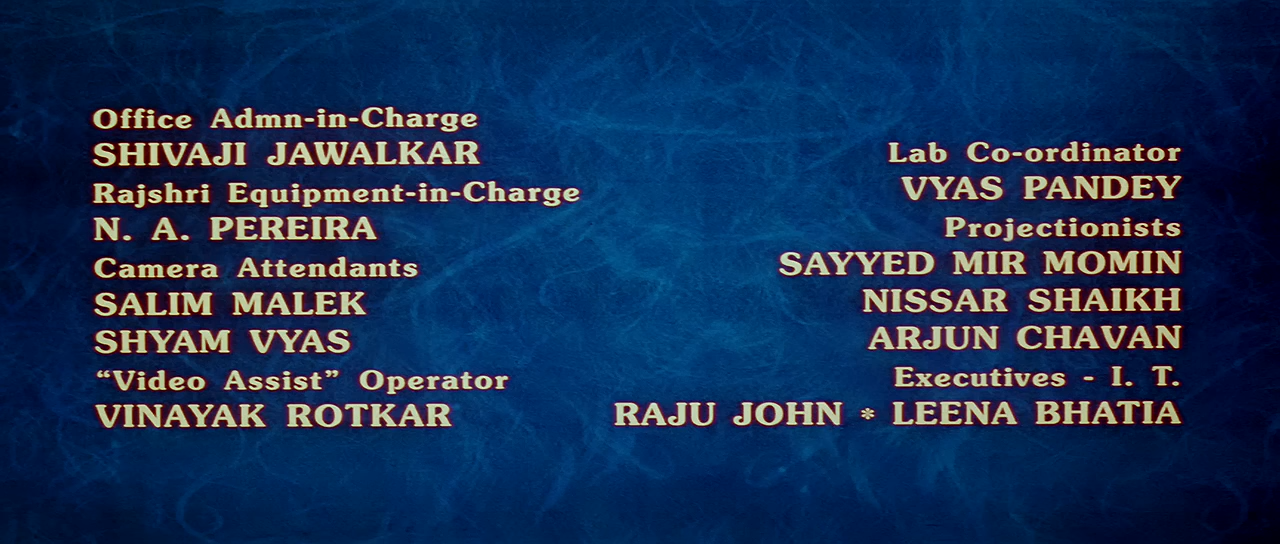 Office Admn-in-Charge
SHIVAJI JAWALKAR
Rajshri Equipment-in-Charge
N. A. PEREIRA
Camera Attendants
SALIM MALEK
SHYAM VYAS
“Video Assist” Operator
VINAYAK ROTKAR
Lab Co-ordinator
VYAS PANDEY
Projectionists
SAYYED MIR MOMIN
NISSAR SHAIKH
ARJUN CHAVAN
Executives - I. T.
RAJU JOHN * LEENA BHATIA